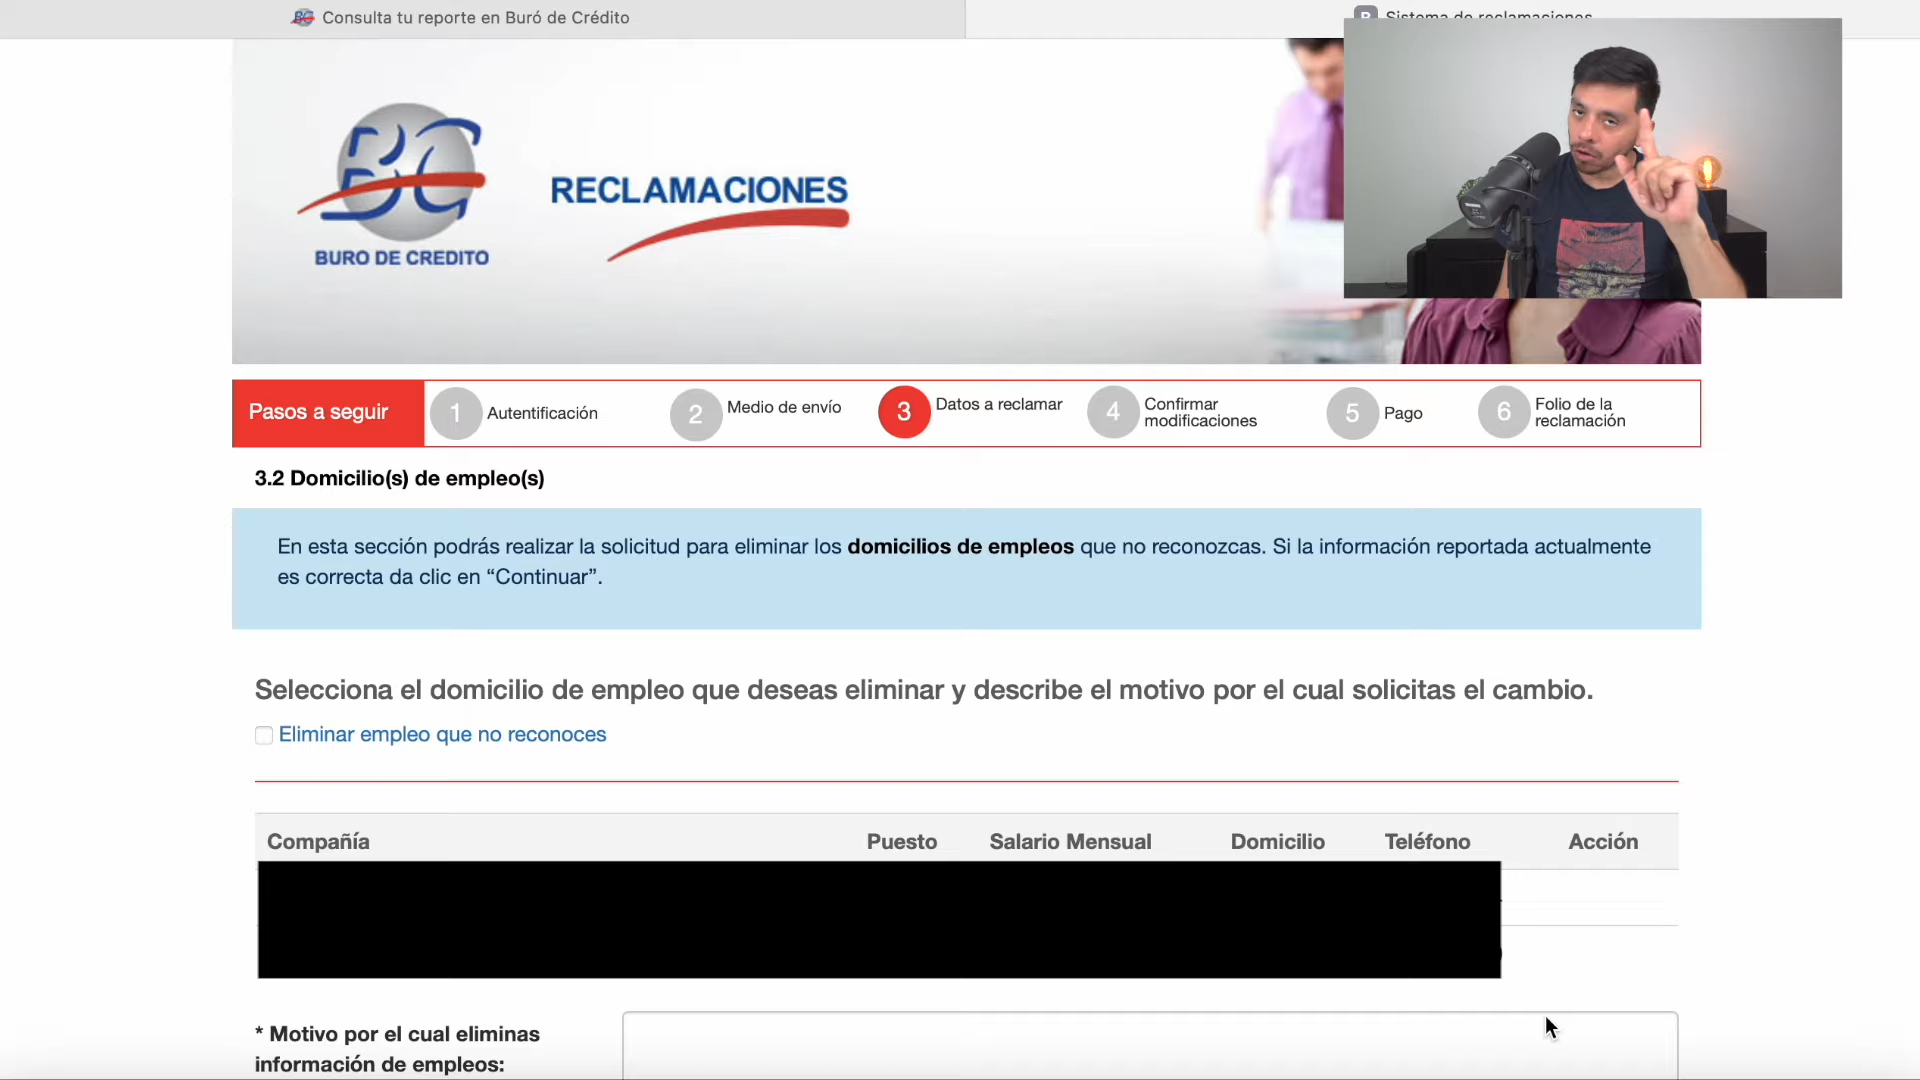 Consulta tu reporte en Buró de Crédito
Sistema de reclamaciones
BURO DE CREDITO
RECLAMACIONES
Pasos a seguir
1 Autentificación
2 Medio de envío
3 Datos a reclamar
4 Confirmar
modificaciones
5 Pago
6 Folio de la
reclamación
3.2 Domicilio(s) de empleo(s)
En esta sección podrás realizar la solicitud para eliminar los domicilios de empleos que no reconozcas. Si la información reportada actualmente
es correcta da clic en “Continuar”.
Selecciona el domicilio de empleo que deseas eliminar y describe el motivo por el cual solicitas el cambio.
Eliminar empleo que no reconoces
Compañía Puesto Salario Mensual Domicilio Teléfono Acción
* Motivo por el cual eliminas
información de empleos: